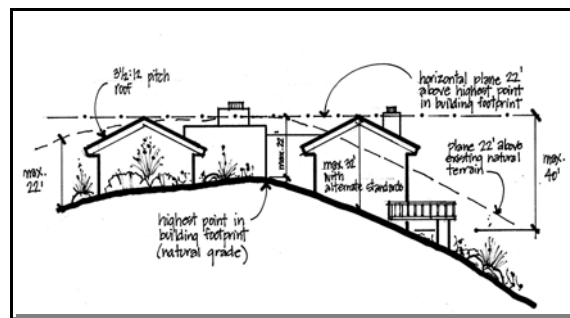 3½:12 pitch
roof
horizontal plane 22'
above highest point
in building footprint
max.
22'
max. 22'
max 32'
with
alternate standards
plane 22' above
existing natural
terrain
max.
40'
highest point in
building footprint
(natural grade)